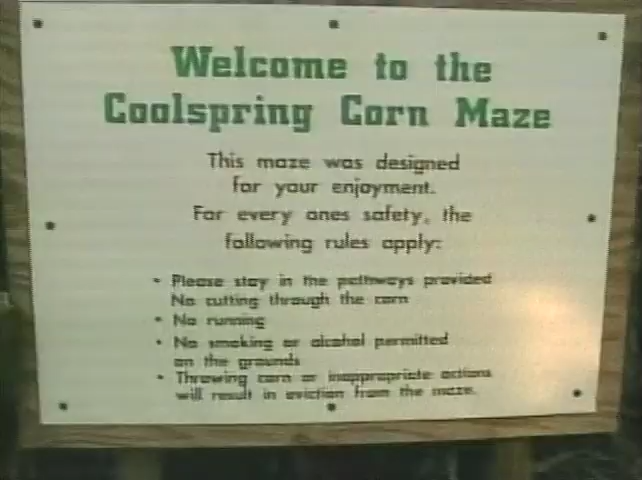 Welcome to the
Coolspring Corn Maze
This maze was designed
for your enjoyment.
For every ones safety, the
following rules apply:
• Please stay in the pathways provided
No cutting through the corn
• No running
• No smoking or alcohol permitted
on the grounds
• Throwing corn or inappropriate actions
will result in eviction from the maze.